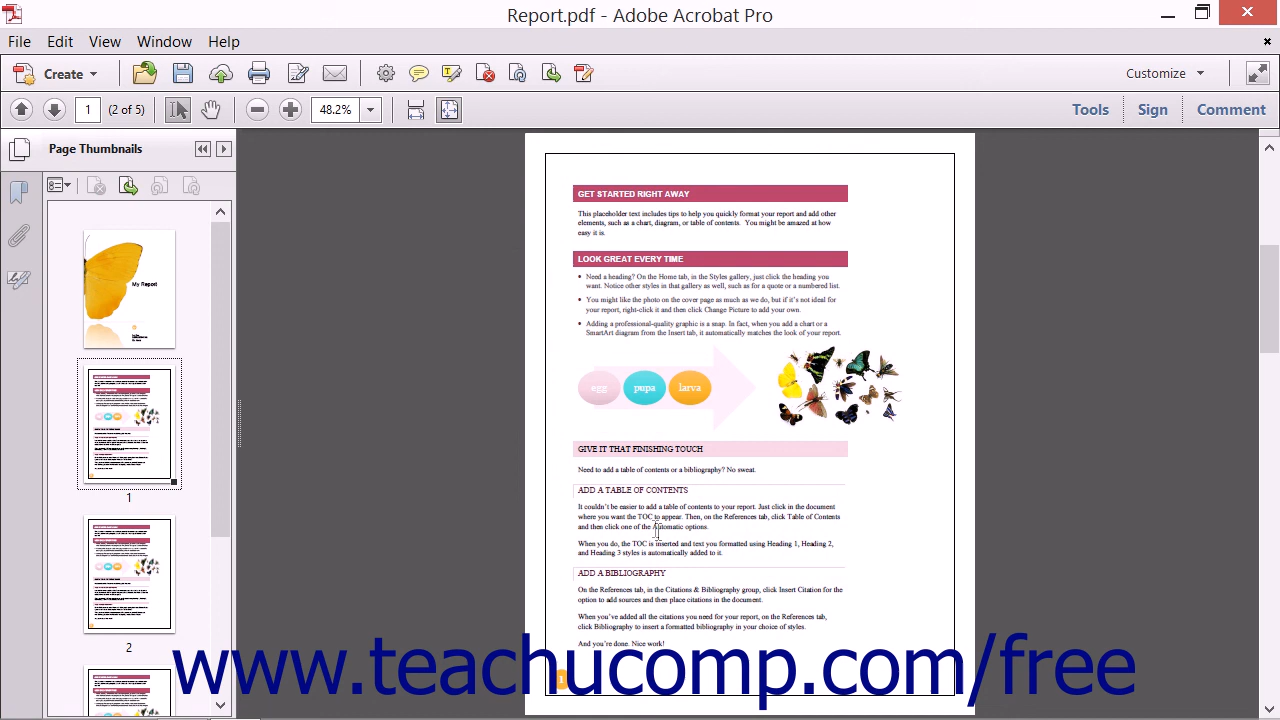 Report.pdf - Adobe Acrobat Pro
File Edit View Window Help
Create
Customize
1 (2 of 5) 48.2%
Tools Sign Comment
Page Thumbnails
My Report
1
2
GET STARTED RIGHT AWAY
This placeholder text includes tips to help you quickly format your report and add other
elements, such as a chart, diagram, or table of contents. You might be amazed at how
easy it is.
LOOK GREAT EVERY TIME
• Need a heading? On the Home tab, in the Styles gallery, just click the heading you
want. Notice other styles in that gallery as well, such as for a quote or a numbered list.
• You might like the photo on the cover page as much as we do, but if it's not ideal for
your report, right-click it and then click Change Picture to add your own.
• Adding a professional-quality graphic is a snap. In fact, when you add a chart or a
SmartArt diagram from the Insert tab, it automatically matches the look of your report.
egg pupa larva
GIVE IT THAT FINISHING TOUCH
Need to add a table of contents or a bibliography? No sweat.
ADD A TABLE OF CONTENTS
It couldn't be easier to add a table of contents to your report. Just click in the document
where you want the TOC to appear. Then, on the References tab, click Table of Contents
and then click one of the Automatic options.
When you do, the TOC is inserted and text you formatted using Heading 1, Heading 2,
and Heading 3 styles is automatically added to it.
ADD A BIBLIOGRAPHY
On the References tab, in the Citations & Bibliography group, click Insert Citation for the
option to add sources and then place citations in the document.
When you've added all the citations you need for your report, on the References tab,
click Bibliography to insert a formatted bibliography in your choice of styles.
And you're done. Nice work!
www.teachucomp.com/free